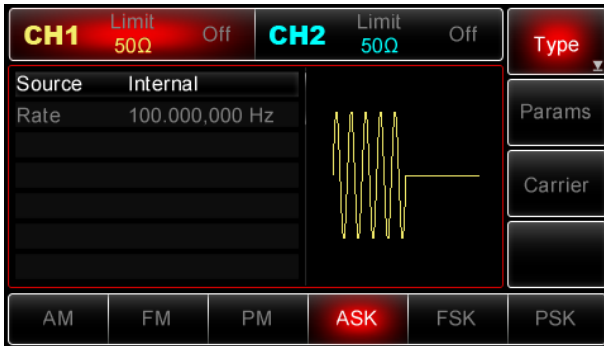 CH1 Limit 50Ω Off CH2 Limit 50Ω Off Type
Source Internal
Rate 100.000,000 Hz
Params
Carrier
AM FM PM ASK FSK PSK